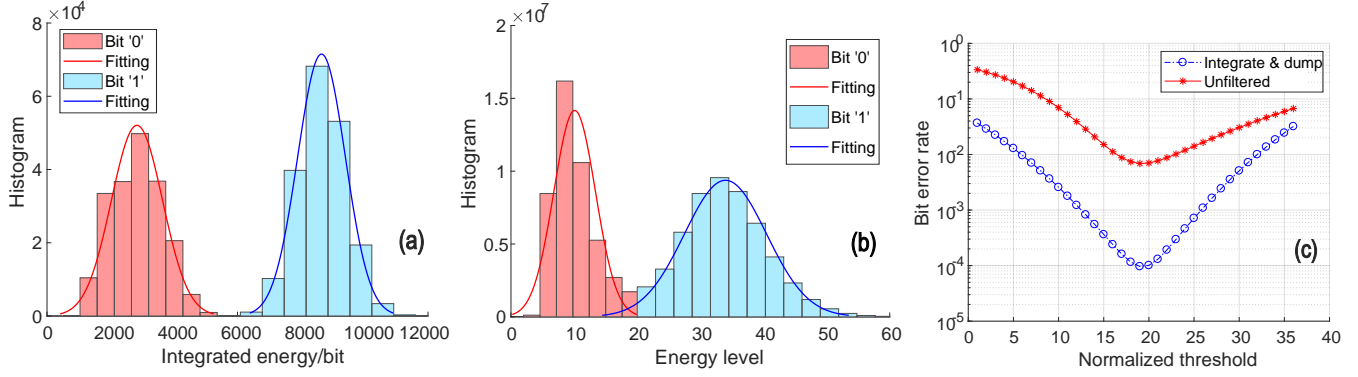 ×10^4
8
6
4
2
0
0
2000
4000
6000
8000
10000
12000
Histogram
Integrated energy/bit
Bit '0'
Fitting
Bit '1'
Fitting
(a)
×10^7
2
1.5
1
0.5
0
0
10
20
30
40
50
60
Histogram
Energy level
Bit '0'
Fitting
Bit '1'
Fitting
(b)
10^0
10^-1
10^-2
10^-3
10^-4
10^-5
0
5
10
15
20
25
30
35
40
Bit error rate
Normalized threshold
Integrate & dump
Unfiltered
(c)